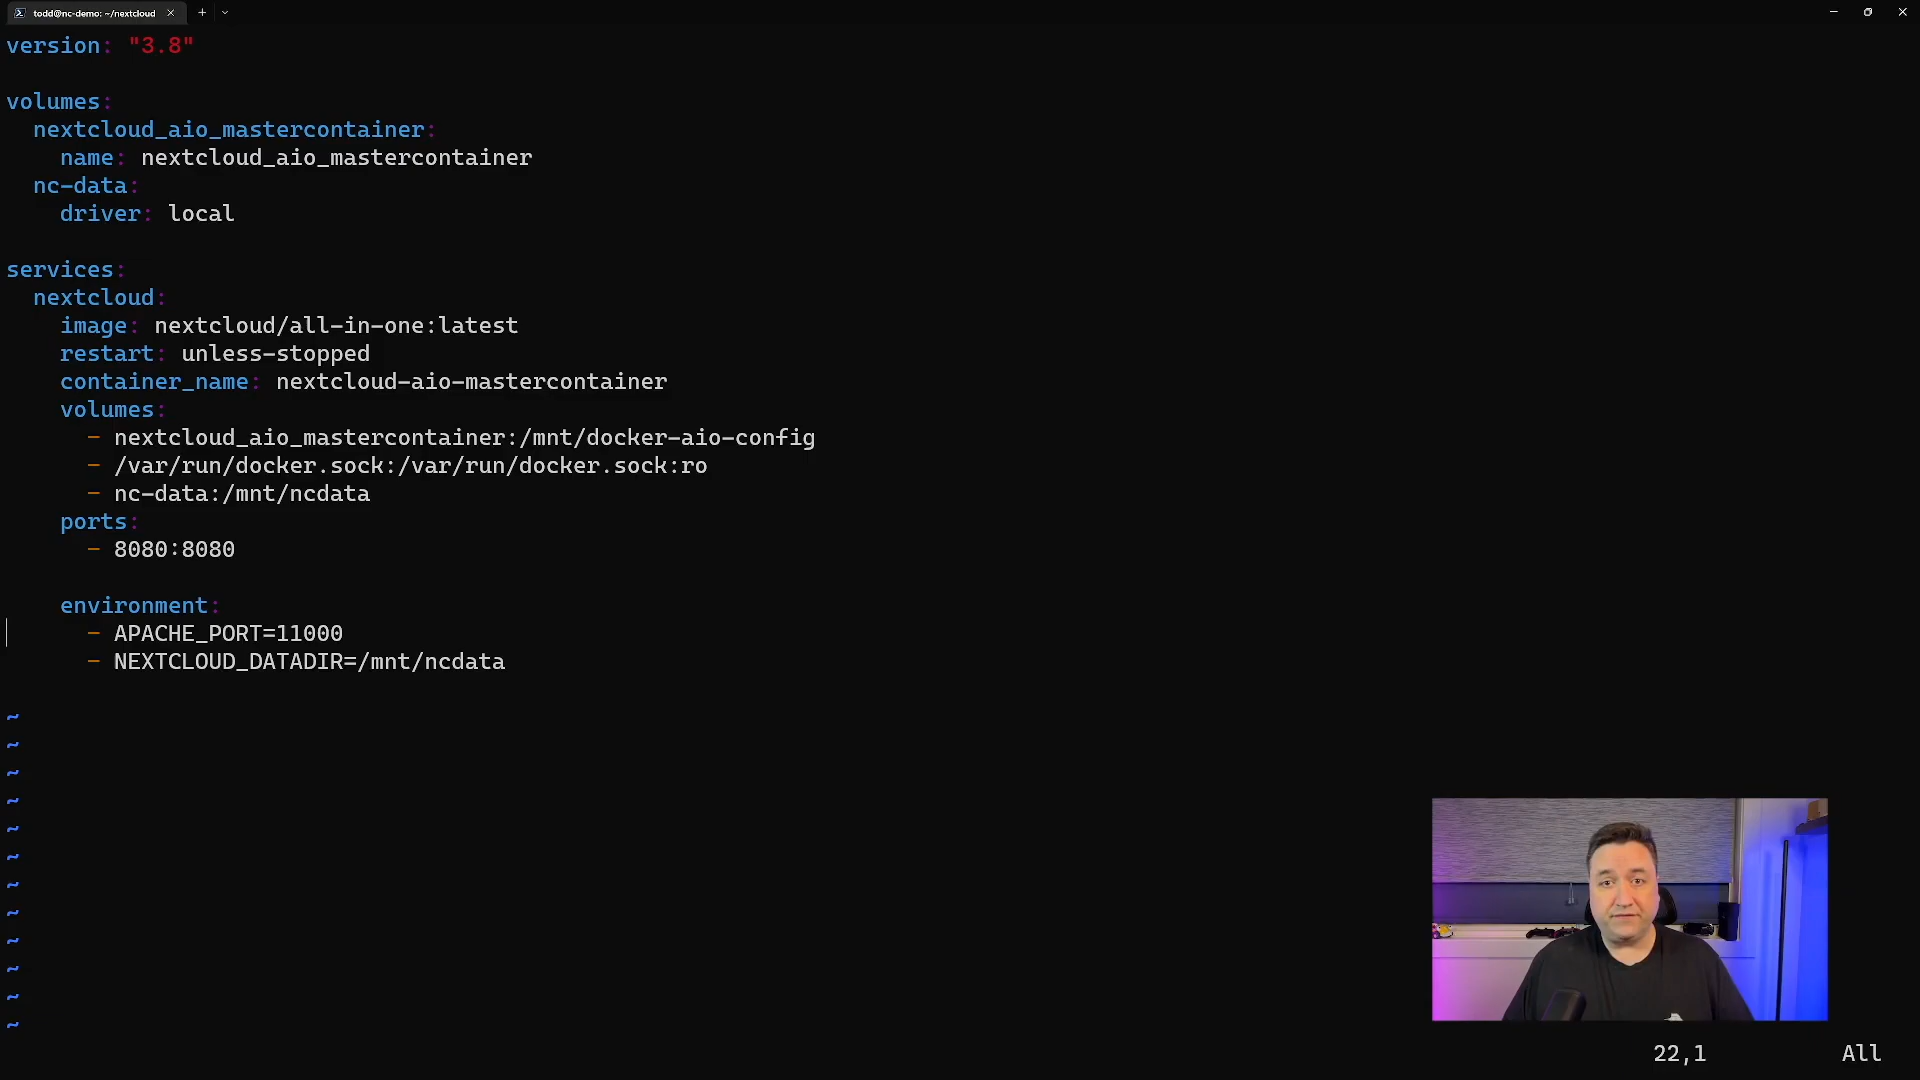 todd@nc-demo: ~/nextcloud
version: "3.8"
volumes:
  nextcloud_aio_mastercontainer:
    name: nextcloud_aio_mastercontainer
  nc-data:
    driver: local
services:
  nextcloud:
    image: nextcloud/all-in-one:latest
    restart: unless-stopped
    container_name: nextcloud-aio-mastercontainer
    volumes:
      - nextcloud_aio_mastercontainer:/mnt/docker-aio-config
      - /var/run/docker.sock:/var/run/docker.sock:ro
      - nc-data:/mnt/ncdata
    ports:
      - 8080:8080
    environment:
      - APACHE_PORT=11000
      - NEXTCLOUD_DATADIR=/mnt/ncdata
~
~
~
~
~
~
~
~
~
~
~
~
22,1 All